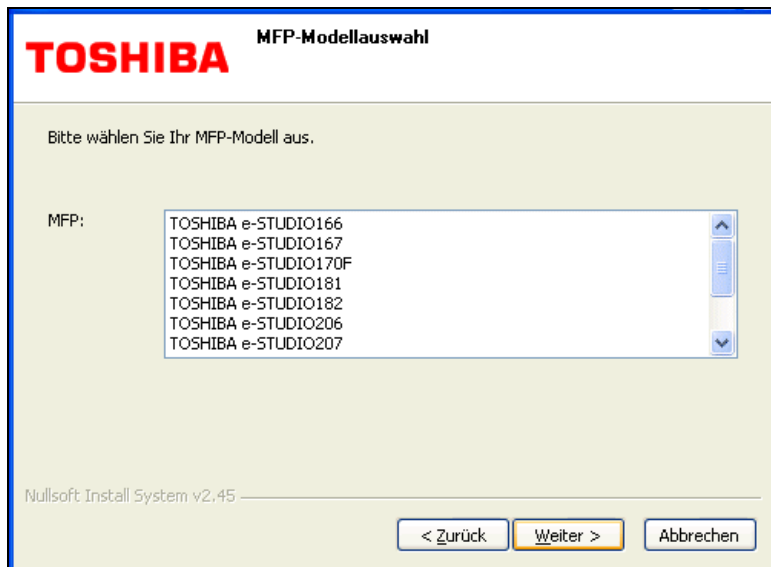 MFP-Modellauswahl
TOSHIBA
Bitte wählen Sie Ihr MFP-Modell aus.
MFP:
TOSHIBA e-STUDIO166
TOSHIBA e-STUDIO167
TOSHIBA e-STUDIO170F
TOSHIBA e-STUDIO181
TOSHIBA e-STUDIO182
TOSHIBA e-STUDIO206
TOSHIBA e-STUDIO207
Nullsoft Install System v2.45
< Zurück Weiter > Abbrechen